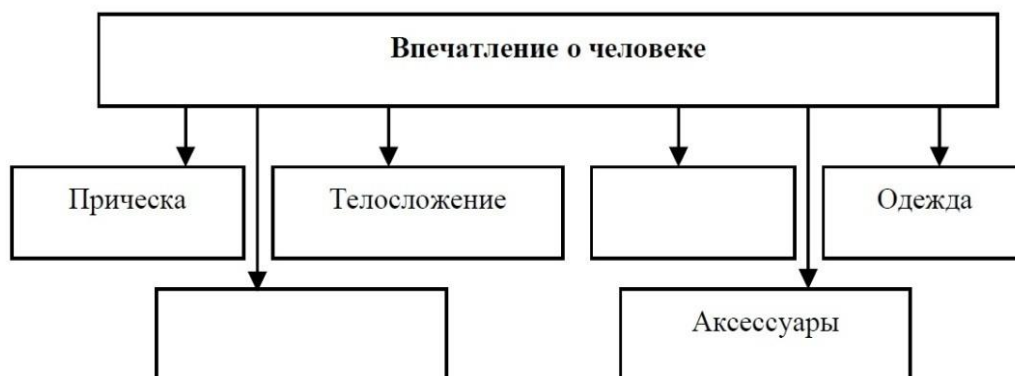 Впечатление о человеке
Прическа
Телосложение
Одежда
Аксессуары